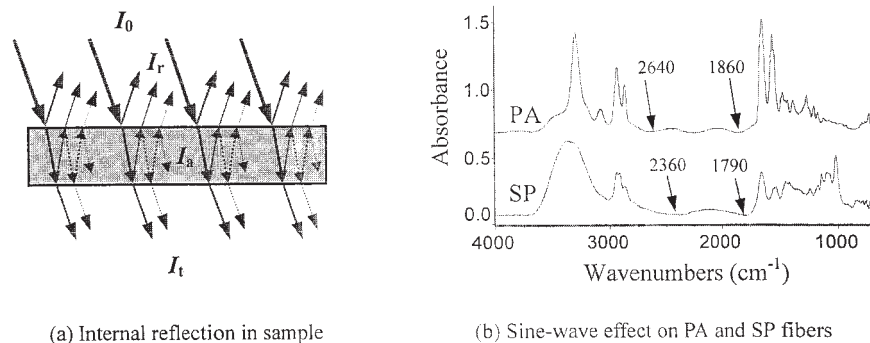 I₀
Iᵣ
Iₐ
Iₜ
(a) Internal reflection in sample
1.5
1.0
0.5
0.0
Absorbance
PA
2640
1860
SP
2360
1790
4000
3000
2000
1000
Wavenumbers (cm⁻¹)
(b) Sine-wave effect on PA and SP fibers